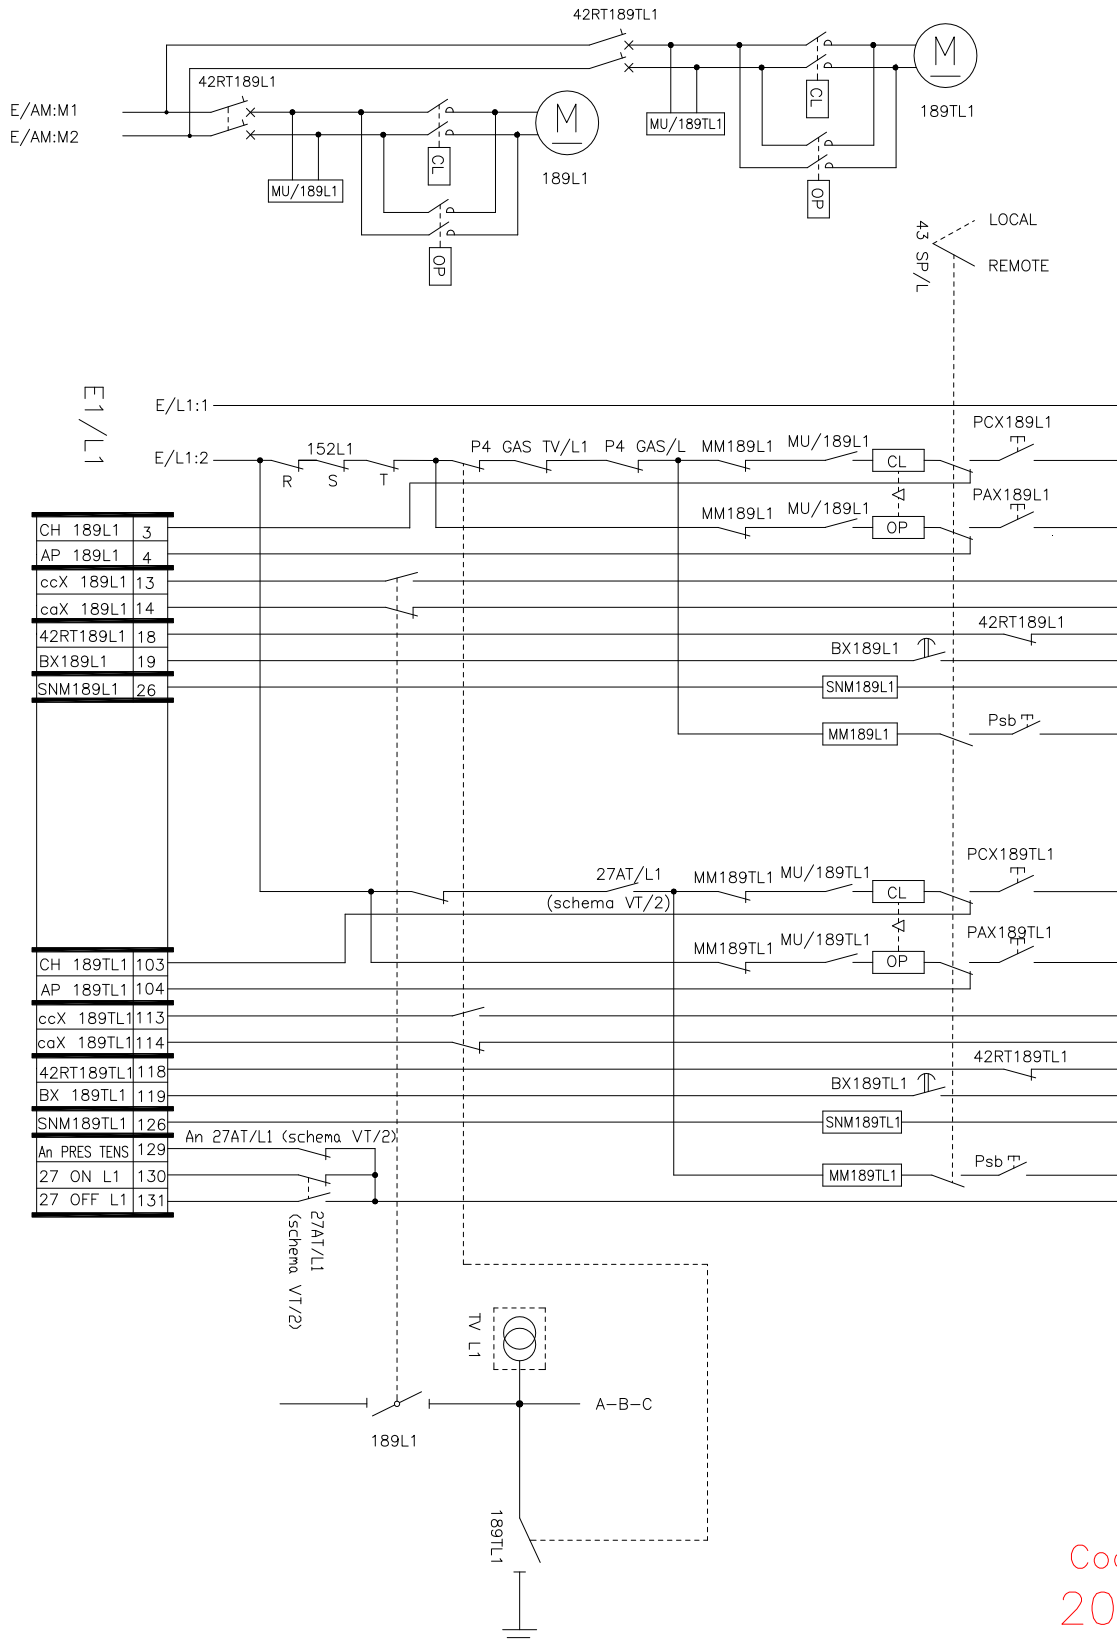 42RT189TL1
M
42RT189L1
E/AM:M1
E/AM:M2
M
CL
189TL1
MU/189TL1
CL
189L1
MU/189L1
OP
OP
LOCAL
43 SP/L
REMOTE
E1/L1
E/L1:1
E/L1:2
152L1
R S T
P4 GAS TV/L1 P4 GAS/L
MM189L1
MU/189L1
CL
PCX189L1
MM189L1
MU/189L1
OP
PAX189L1
CH 189L1 3
AP 189L1 4
ccX 189L1 13
caX 189L1 14
42RT189L1 18
42RT189L1
BX189L1 19
BX189L1
SNM189L1 26
SNM189L1
MM189L1
Psb
27AT/L1
(schema VT/2)
MM189TL1
MU/189TL1
CL
PCX189TL1
MM189TL1
MU/189TL1
OP
PAX189TL1
CH 189TL1 103
AP 189TL1 104
ccX 189TL1 113
caX 189TL1 114
42RT189TL1 118
42RT189TL1
BX 189TL1 119
BX189TL1
SNM189TL1 126
SNM189TL1
An 27AT/L1 (schema VT/2)
An PRES TENS 129
27 ON L1 130
MM189TL1
Psb
27 OFF L1 131
27AT/L1
(schema VT/2)
TV L1
A-B-C
189L1
189TL1
20